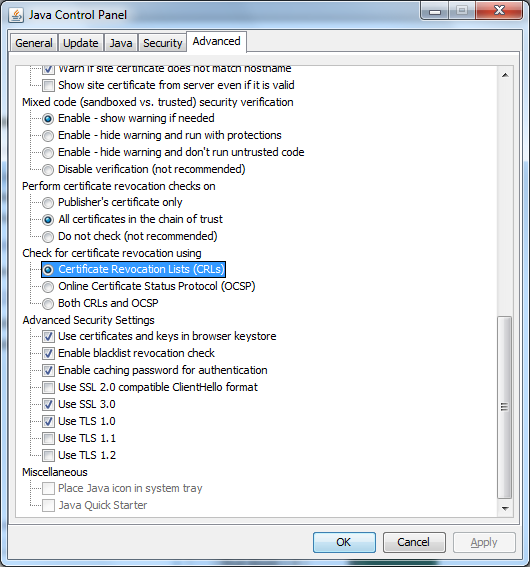 Java Control Panel
General Update Java Security Advanced
Warn if site certificate does not match hostname
Show site certificate from server even if it is valid
Mixed code (sandboxed vs. trusted) security verification
Enable - show warning if needed
Enable - hide warning and run with protections
Enable - hide warning and don't run untrusted code
Disable verification (not recommended)
Perform certificate revocation checks on
Publisher's certificate only
All certificates in the chain of trust
Do not check (not recommended)
Check for certificate revocation using
Certificate Revocation Lists (CRLs)
Online Certificate Status Protocol (OCSP)
Both CRLs and OCSP
Advanced Security Settings
Use certificates and keys in browser keystore
Enable blacklist revocation check
Enable caching password for authentication
Use SSL 2.0 compatible ClientHello format
Use SSL 3.0
Use TLS 1.0
Use TLS 1.1
Use TLS 1.2
Miscellaneous
Place Java icon in system tray
Java Quick Starter
OK Cancel Apply